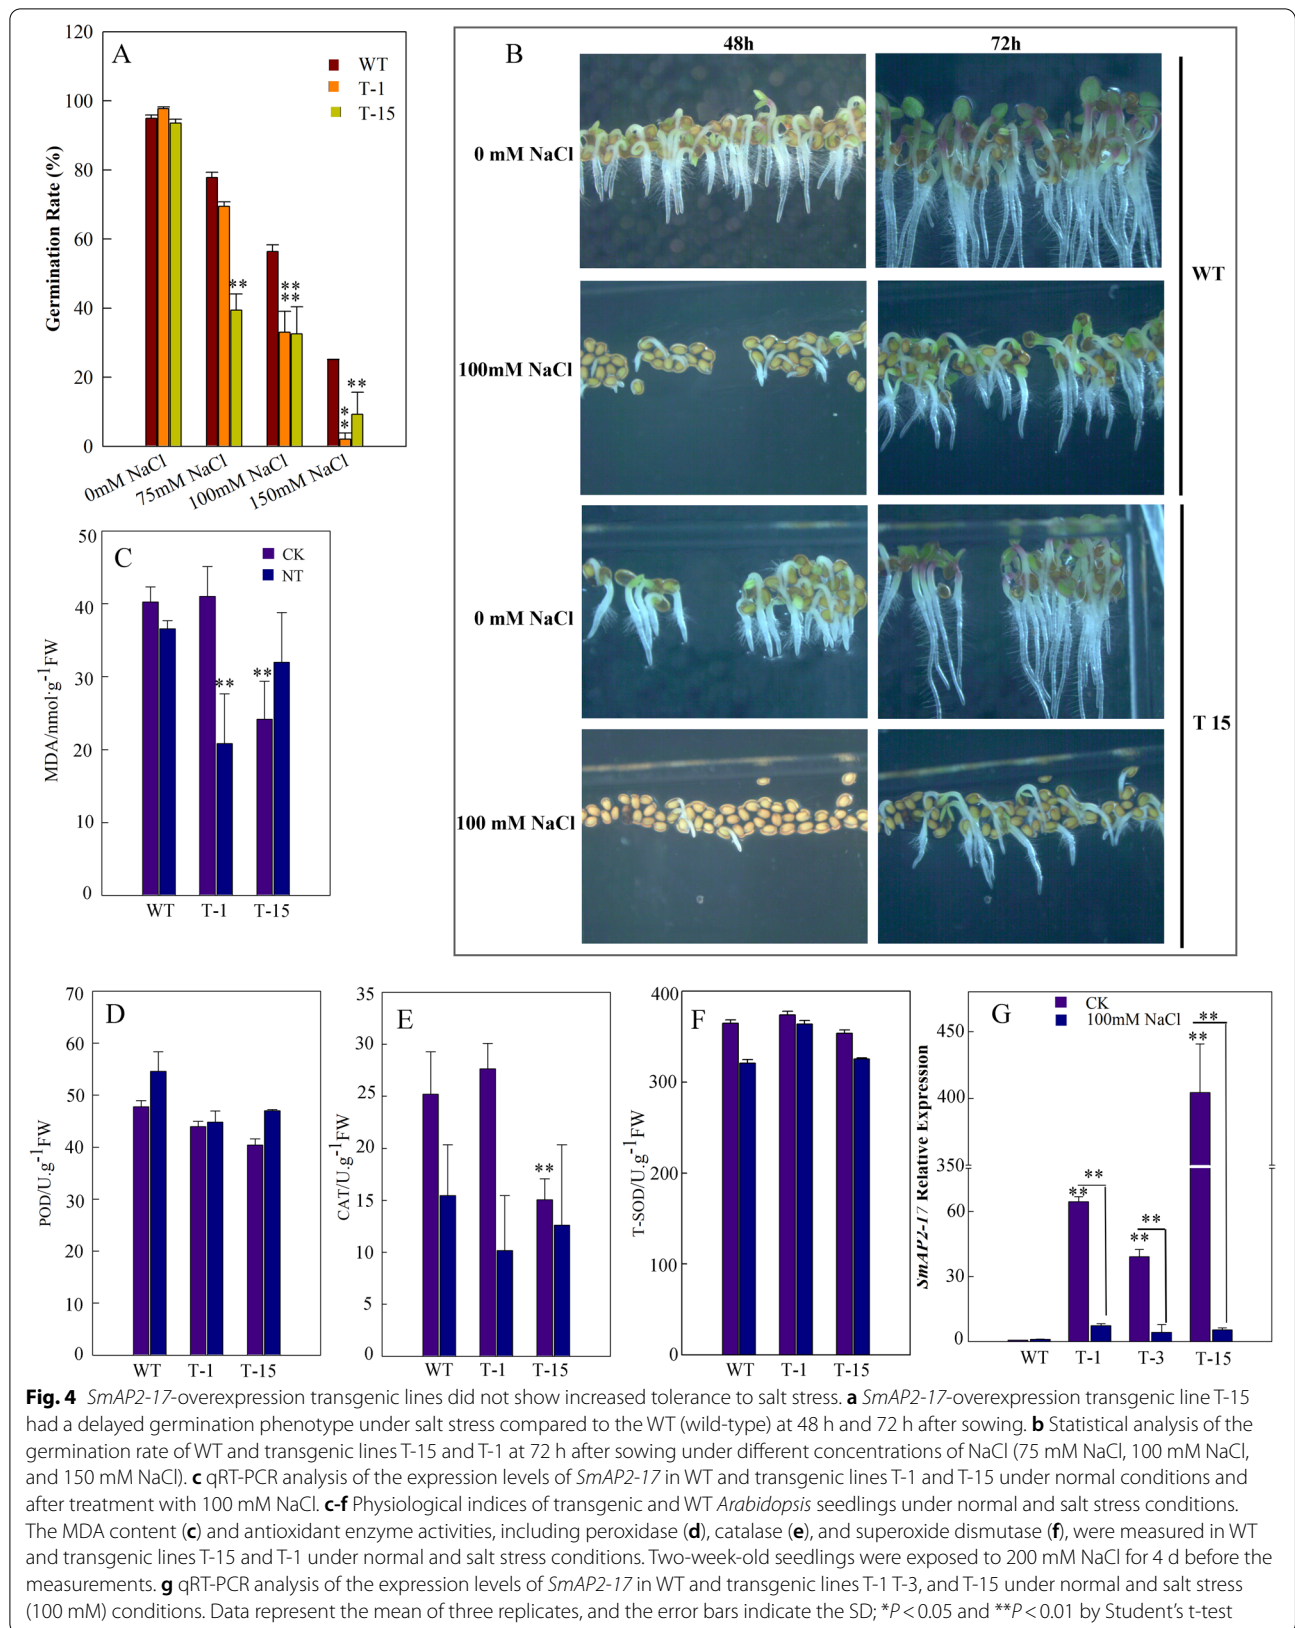 A
WT
T-1
T-15
Germination Rate (%)
120
100
80
60
40
20
0
**
**
**
**
**
0mM NaCl
75mM NaCl
100mM NaCl
150mM NaCl
B
48h
72h
0 mM NaCl
100mM NaCl
WT
0 mM NaCl
100 mM NaCl
T 15
C
CK
NT
MDA/nmol·g⁻¹FW
50
40
30
20
10
0
**
**
WT
T-1
T-15
D
POD/U.g⁻¹FW
70
60
50
40
30
20
10
0
WT
T-1
T-15
E
CAT/U.g⁻¹FW
35
30
25
20
15
10
5
0
**
WT
T-1
T-15
F
T-SOD/U.g⁻¹FW
400
300
200
100
0
WT
T-1
T-15
G
CK
100mM NaCl
SmAP2-17 Relative Expression
450
400
350
60
30
0
**
**
**
**
**
**
WT
T-1
T-3
T-15
Fig. 4 SmAP2-17-overexpression transgenic lines did not show increased tolerance to salt stress. a SmAP2-17-overexpression transgenic line T-15
had a delayed germination phenotype under salt stress compared to the WT (wild-type) at 48 h and 72 h after sowing. b Statistical analysis of the
germination rate of WT and transgenic lines T-15 and T-1 at 72 h after sowing under different concentrations of NaCl (75 mM NaCl, 100 mM NaCl,
and 150 mM NaCl). c qRT-PCR analysis of the expression levels of SmAP2-17 in WT and transgenic lines T-1 and T-15 under normal conditions and
after treatment with 100 mM NaCl. c-f Physiological indices of transgenic and WT Arabidopsis seedlings under normal and salt stress conditions.
The MDA content (c) and antioxidant enzyme activities, including peroxidase (d), catalase (e), and superoxide dismutase (f), were measured in WT
and transgenic lines T-15 and T-1 under normal and salt stress conditions. Two-week-old seedlings were exposed to 200 mM NaCl for 4 d before the
measurements. g qRT-PCR analysis of the expression levels of SmAP2-17 in WT and transgenic lines T-1 T-3, and T-15 under normal and salt stress
(100 mM) conditions. Data represent the mean of three replicates, and the error bars indicate the SD; *P < 0.05 and **P < 0.01 by Student's t-test